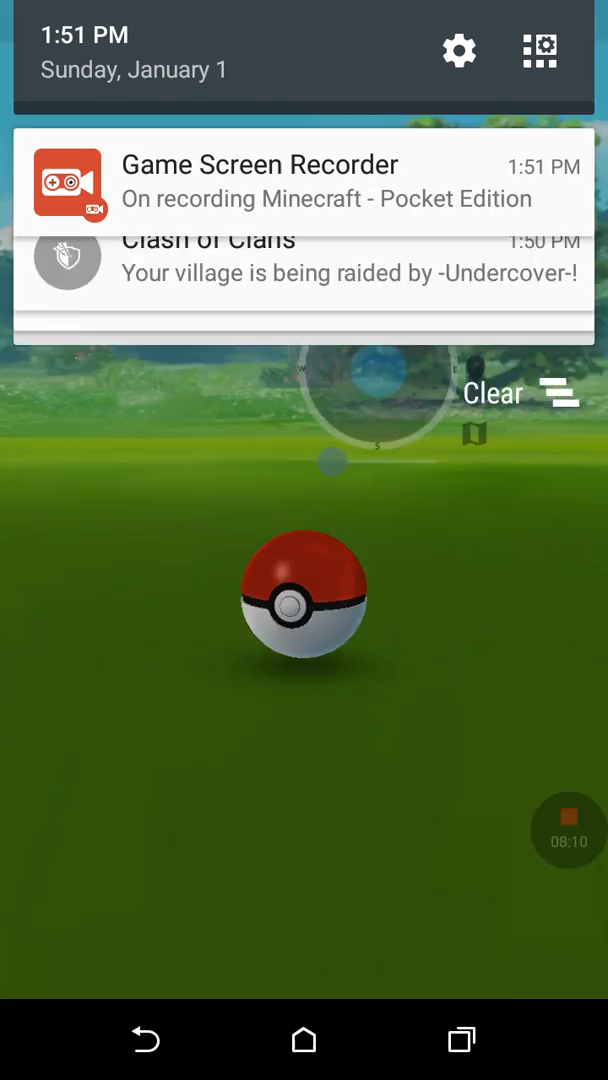 1:51 PM
Sunday, January 1
Game Screen Recorder
1:51 PM
On recording Minecraft - Pocket Edition
Clash of Clans
1:50 PM
Your village is being raided by -Undercover-!
W
E
Clear
S
08:10